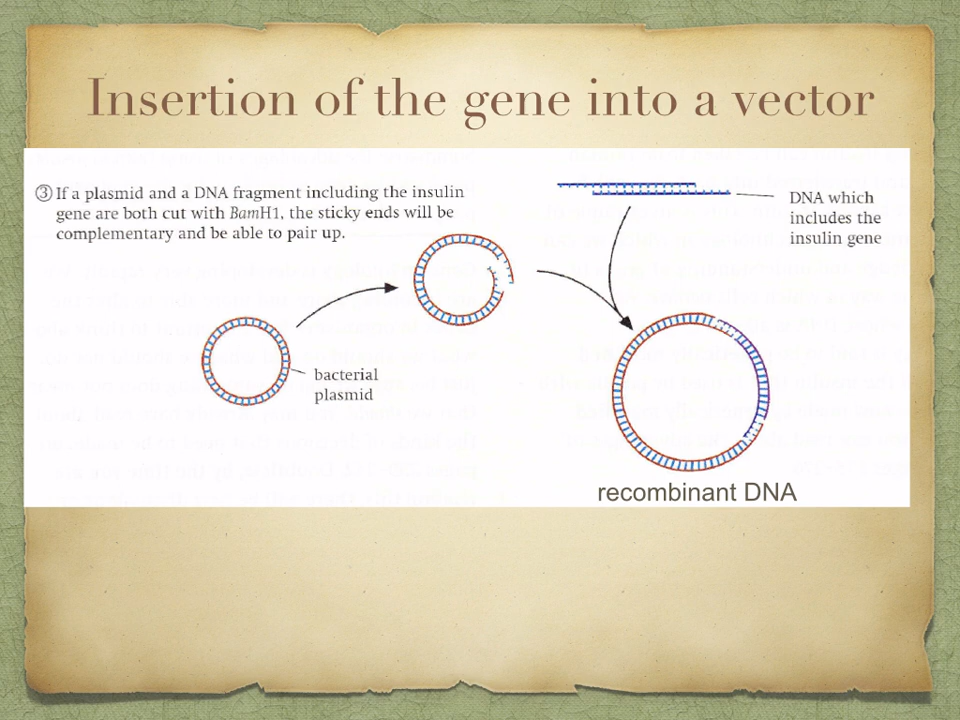 Insertion of the gene into a vector
③ If a plasmid and a DNA fragment including the insulin
gene are both cut with BamH1, the sticky ends will be
complementary and be able to pair up.
DNA which
includes the
insulin gene
bacterial
plasmid
recombinant DNA